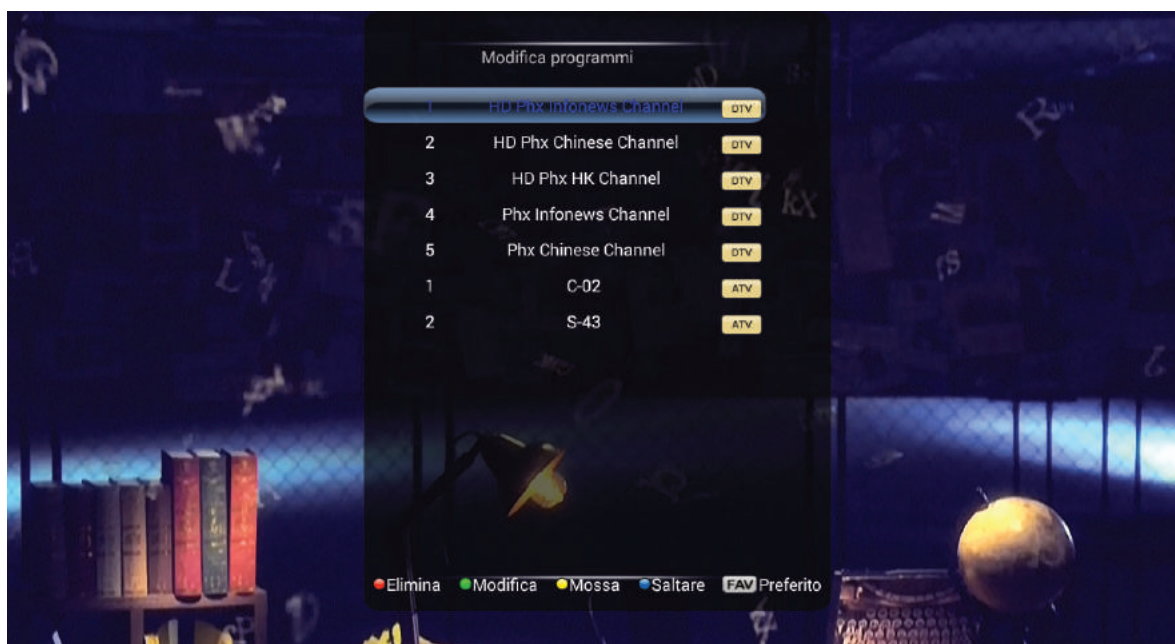 Modifica programmi
1 HD Phx Infonews Channel DTV
2 HD Phx Chinese Channel DTV
3 HD Phx HK Channel DTV
4 Phx Infonews Channel DTV
5 Phx Chinese Channel DTV
1 C-02 ATV
2 S-43 ATV
Elimina Modifica Mossa Saltare FAV Preferito